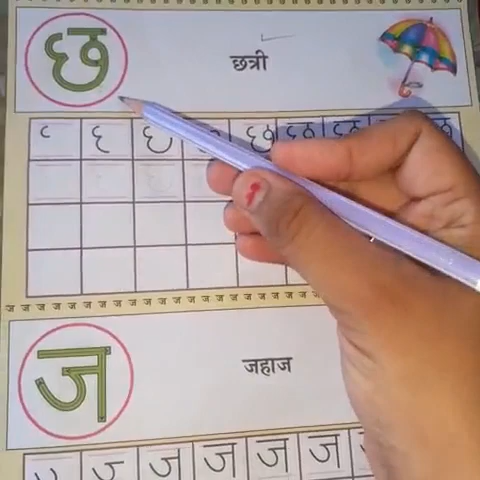 छ
छत्री
ज
जहाज
ज ज ज ज